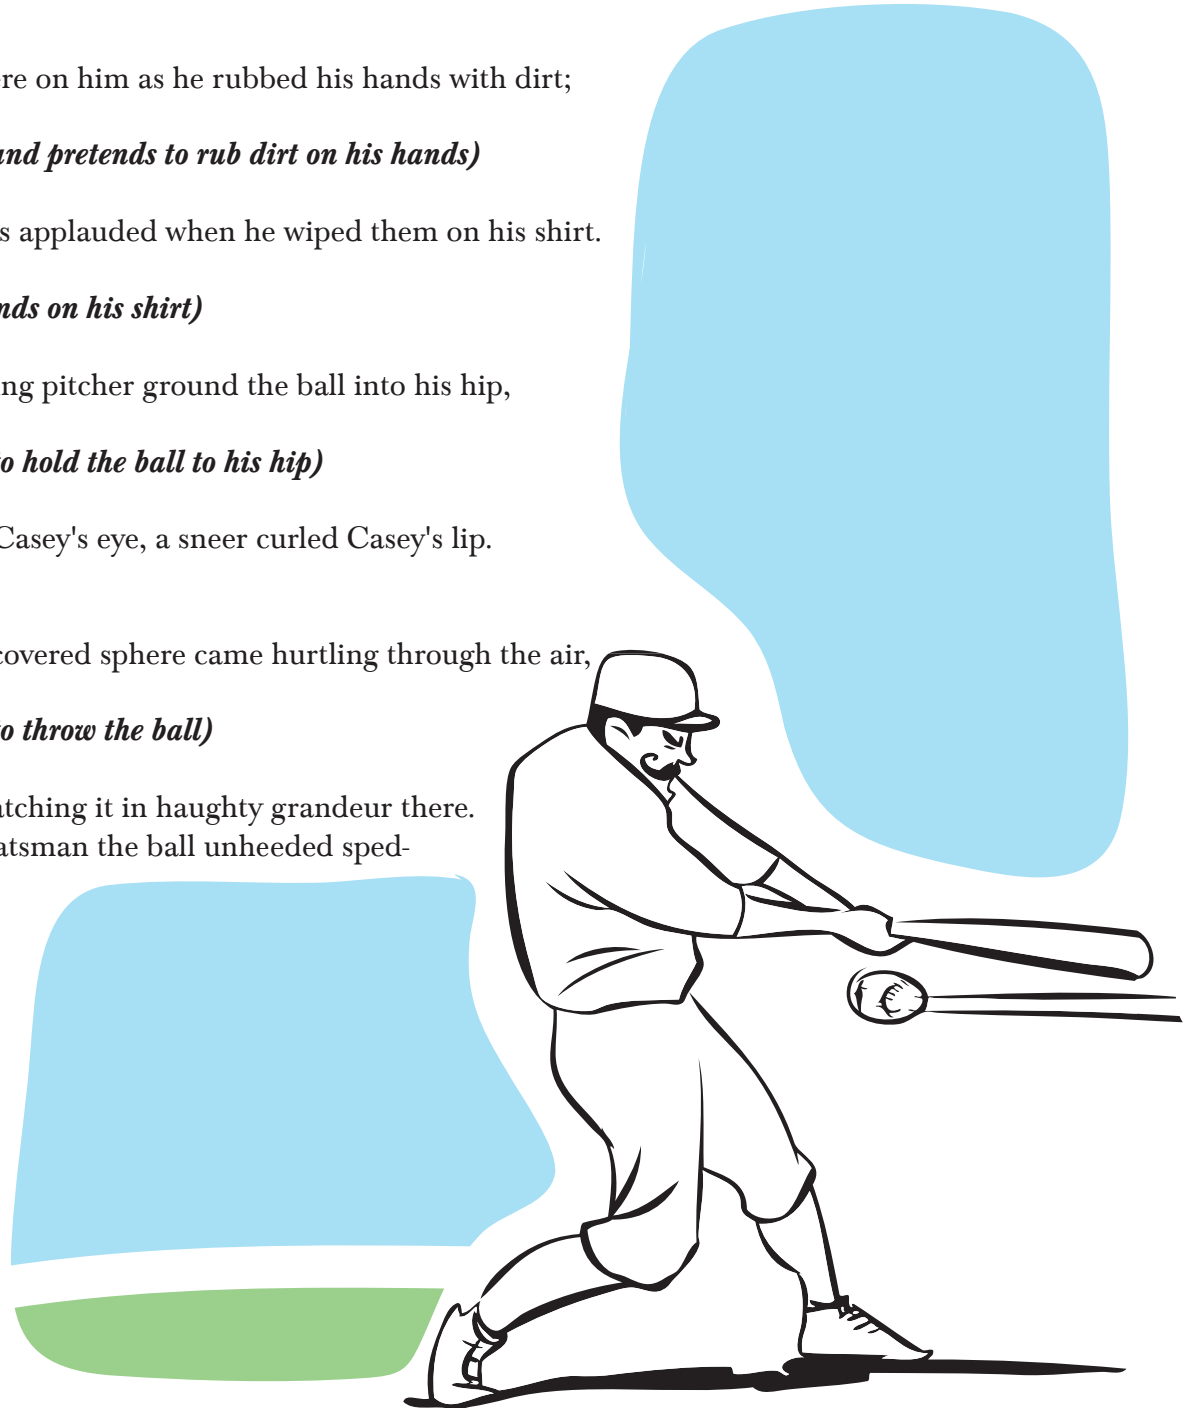 re on him as he rubbed his hands with dirt;
and pretends to rub dirt on his hands)
s applauded when he wiped them on his shirt.
nds on his shirt)
ng pitcher ground the ball into his hip,
to hold the ball to his hip)
Casey's eye, a sneer curled Casey's lip.
covered sphere came hurtling through the air,
to throw the ball)
atching it in haughty grandeur there.
atsman the ball unheeded sped-